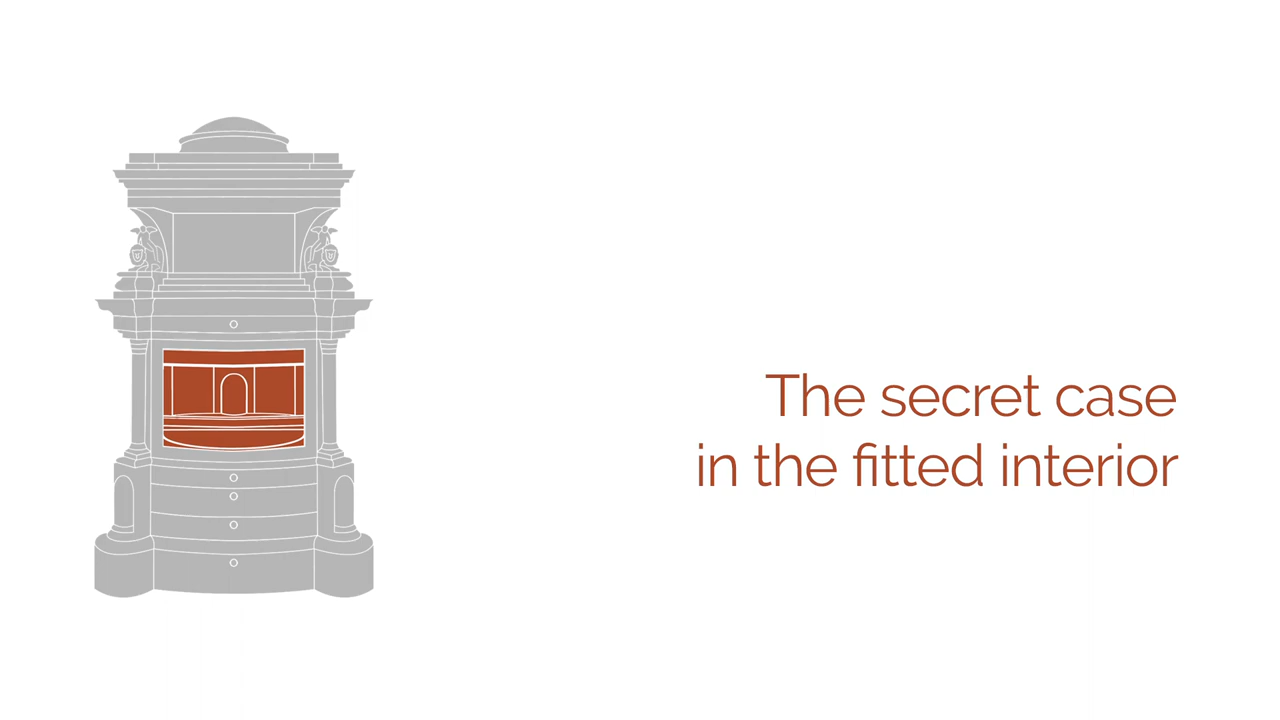 The secret case
in the fitted interior